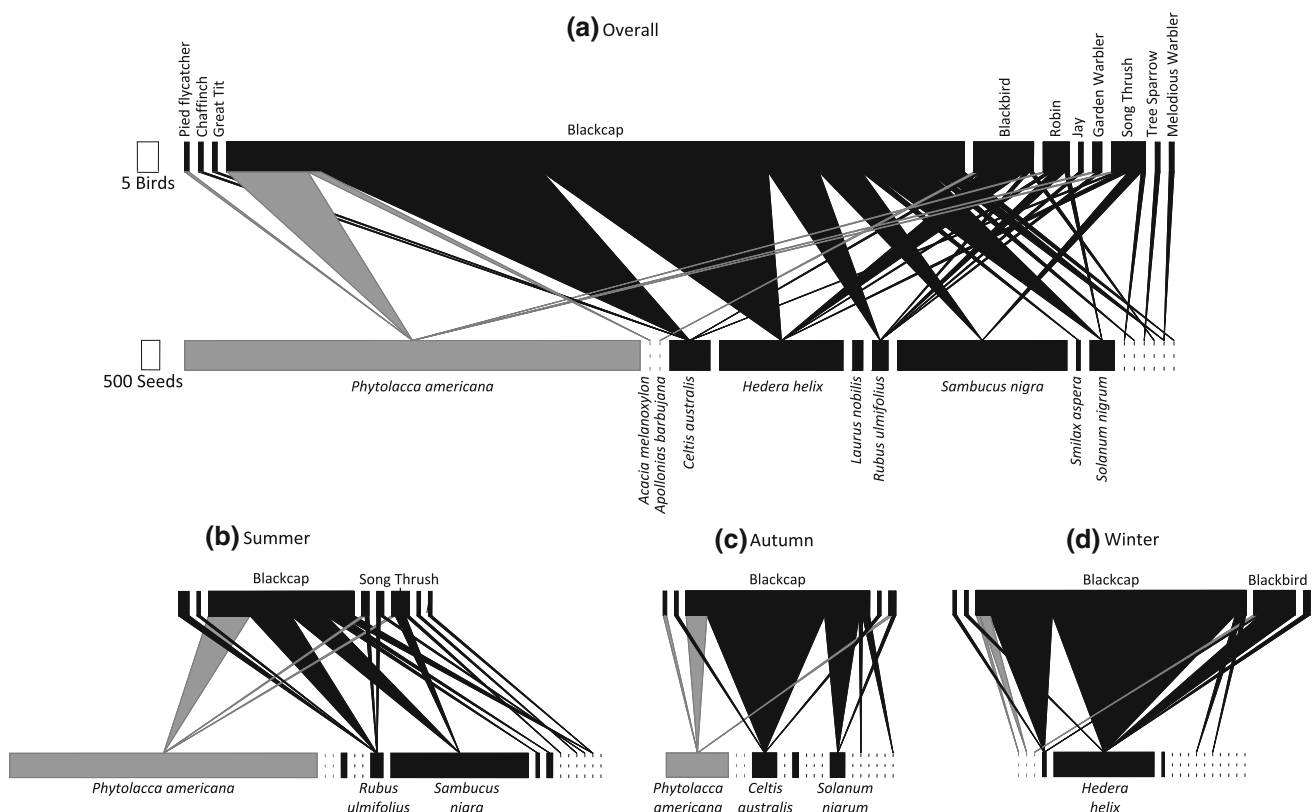 (a) Overall
Pied flycatcher
Chaffinch
Great Tit
Blackcap
Blackbird
Robin
Jay
Garden Warbler
Song Thrush
Tree Sparrow
Melodious Warbler
5 Birds
500 Seeds
Phytolacca americana
Acacia melanoxylon
Apollonias barbujana
Celtis australis
Hedera helix
Laurus nobilis
Rubus ulmifolius
Sambucus nigra
Smilax aspera
Solanum nigrum
(b) Summer
Blackcap
Song Thrush
Phytolacca americana
Rubus
ulmifolius
Sambucus
nigra
(c) Autumn
Blackcap
Phytolacca
americana
Celtis
australis
Solanum
nigrum
(d) Winter
Blackcap
Blackbird
Hedera
helix